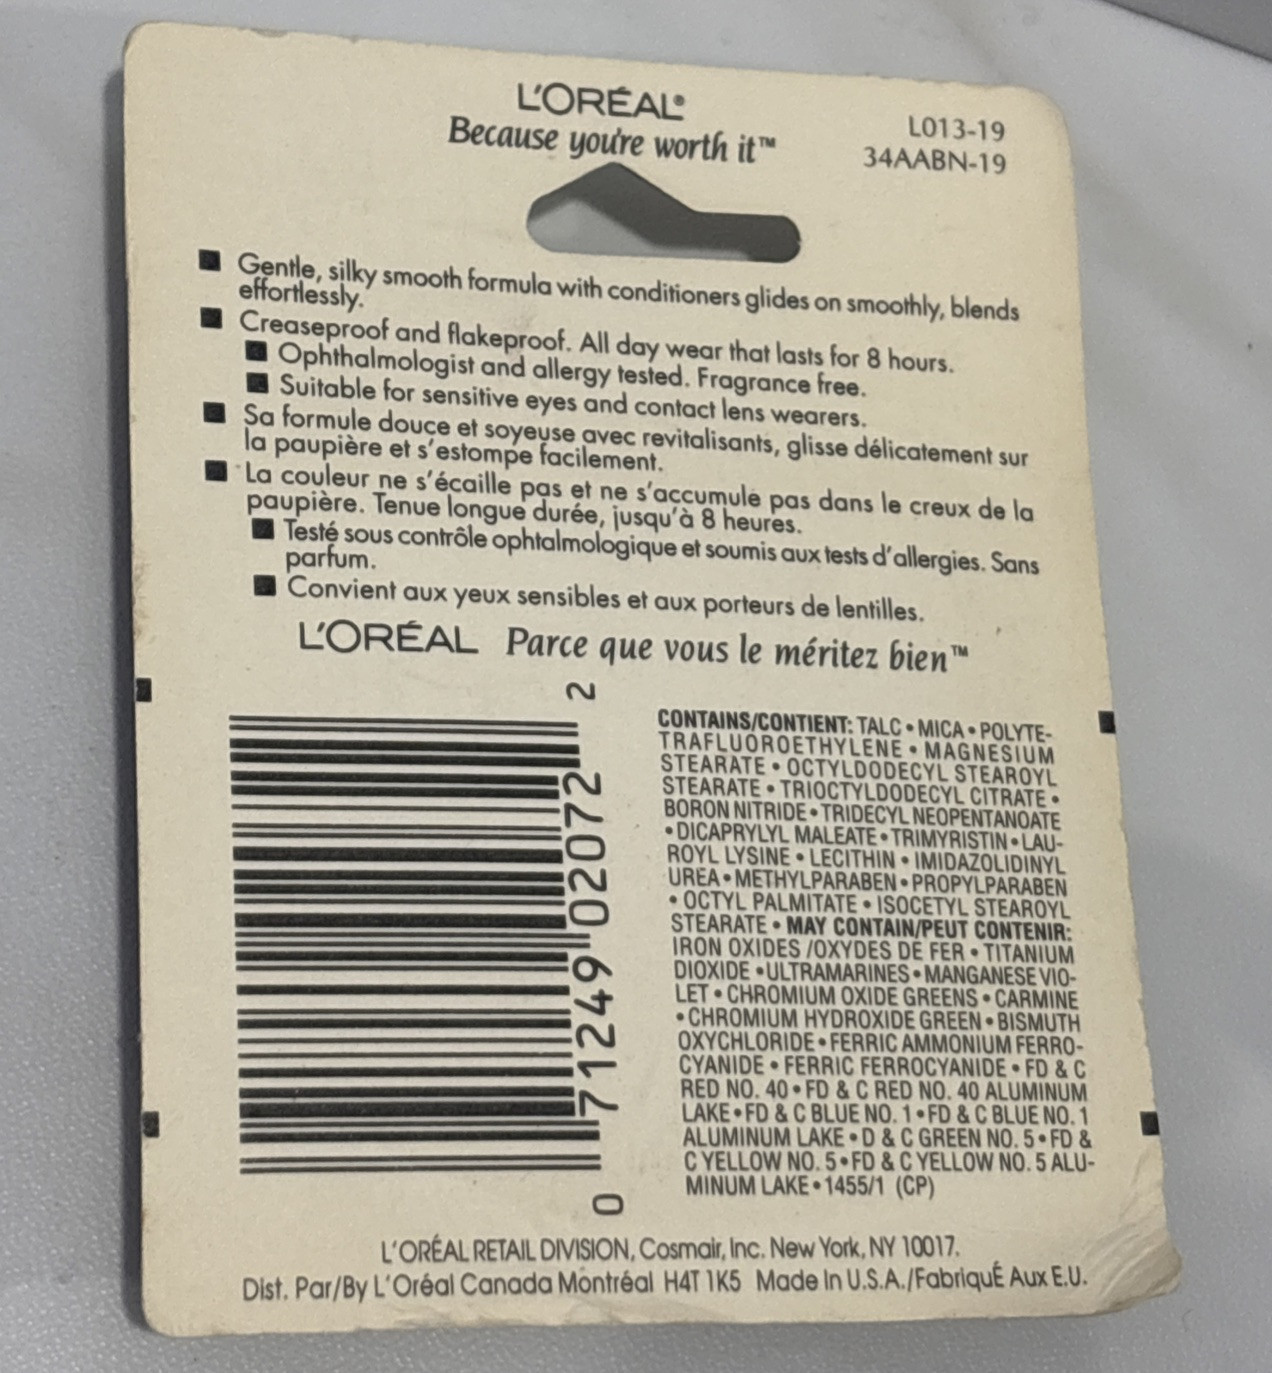 L'ORÉAL®
Because you're worth it™
L013-19
34AABN-19
■ Gentle, silky smooth formula with conditioners glides on smoothly, blends
effortlessly.
■ Creaseproof and flakeproof. All day wear that lasts for 8 hours.
■ Ophthalmologist and allergy tested. Fragrance free.
■ Suitable for sensitive eyes and contact lens wearers.
■ Sa formule douce et soyeuse avec revitalisants, glisse délicatement sur
la paupière et s'estompe facilement.
■ La couleur ne s'écaille pas et ne s'accumule pas dans le creux de la
paupière. Tenue longue durée, jusqu'à 8 heures.
■ Testé sous contrôle ophtalmologique et soumis aux tests d'allergies. Sans
parfum.
■ Convient aux yeux sensibles et aux porteurs de lentilles.
L'ORÉAL Parce que vous le méritez bien™
0 71249 02072 2
CONTAINS/CONTIENT: TALC • MICA • POLYTE-
TRAFLUOROETHYLENE • MAGNESIUM
STEARATE • OCTYLDODECYL STEAROYL
STEARATE • TRIOCTYLDODECYL CITRATE •
BORON NITRIDE • TRIDECYL NEOPENTANOATE
• DICAPRYLYL MALEATE • TRIMYRISTIN • LAU-
ROYL LYSINE • LECITHIN • IMIDAZOLIDINYL
UREA • METHYLPARABEN • PROPYLPARABEN
• OCTYL PALMITATE • ISOCETYL STEAROYL
STEARATE • MAY CONTAIN/PEUT CONTENIR:
IRON OXIDES /OXYDES DE FER • TITANIUM
DIOXIDE • ULTRAMARINES • MANGANESE VIO-
LET • CHROMIUM OXIDE GREENS • CARMINE
• CHROMIUM HYDROXIDE GREEN • BISMUTH
OXYCHLORIDE • FERRIC AMMONIUM FERRO-
CYANIDE • FERRIC FERROCYANIDE • FD & C
RED NO. 40 • FD & C RED NO. 40 ALUMINUM
LAKE • FD & C BLUE NO. 1 • FD & C BLUE NO. 1
ALUMINUM LAKE • D & C GREEN NO. 5 • FD &
C YELLOW NO. 5 • FD & C YELLOW NO. 5 ALU-
MINUM LAKE • 1455/1 (CP)
L'ORÉAL RETAIL DIVISION, Cosmair, Inc. New York, NY 10017.
Dist. Par/By L'Oréal Canada Montréal H4T 1K5 Made In U.S.A./FabriquÉ Aux E.U.